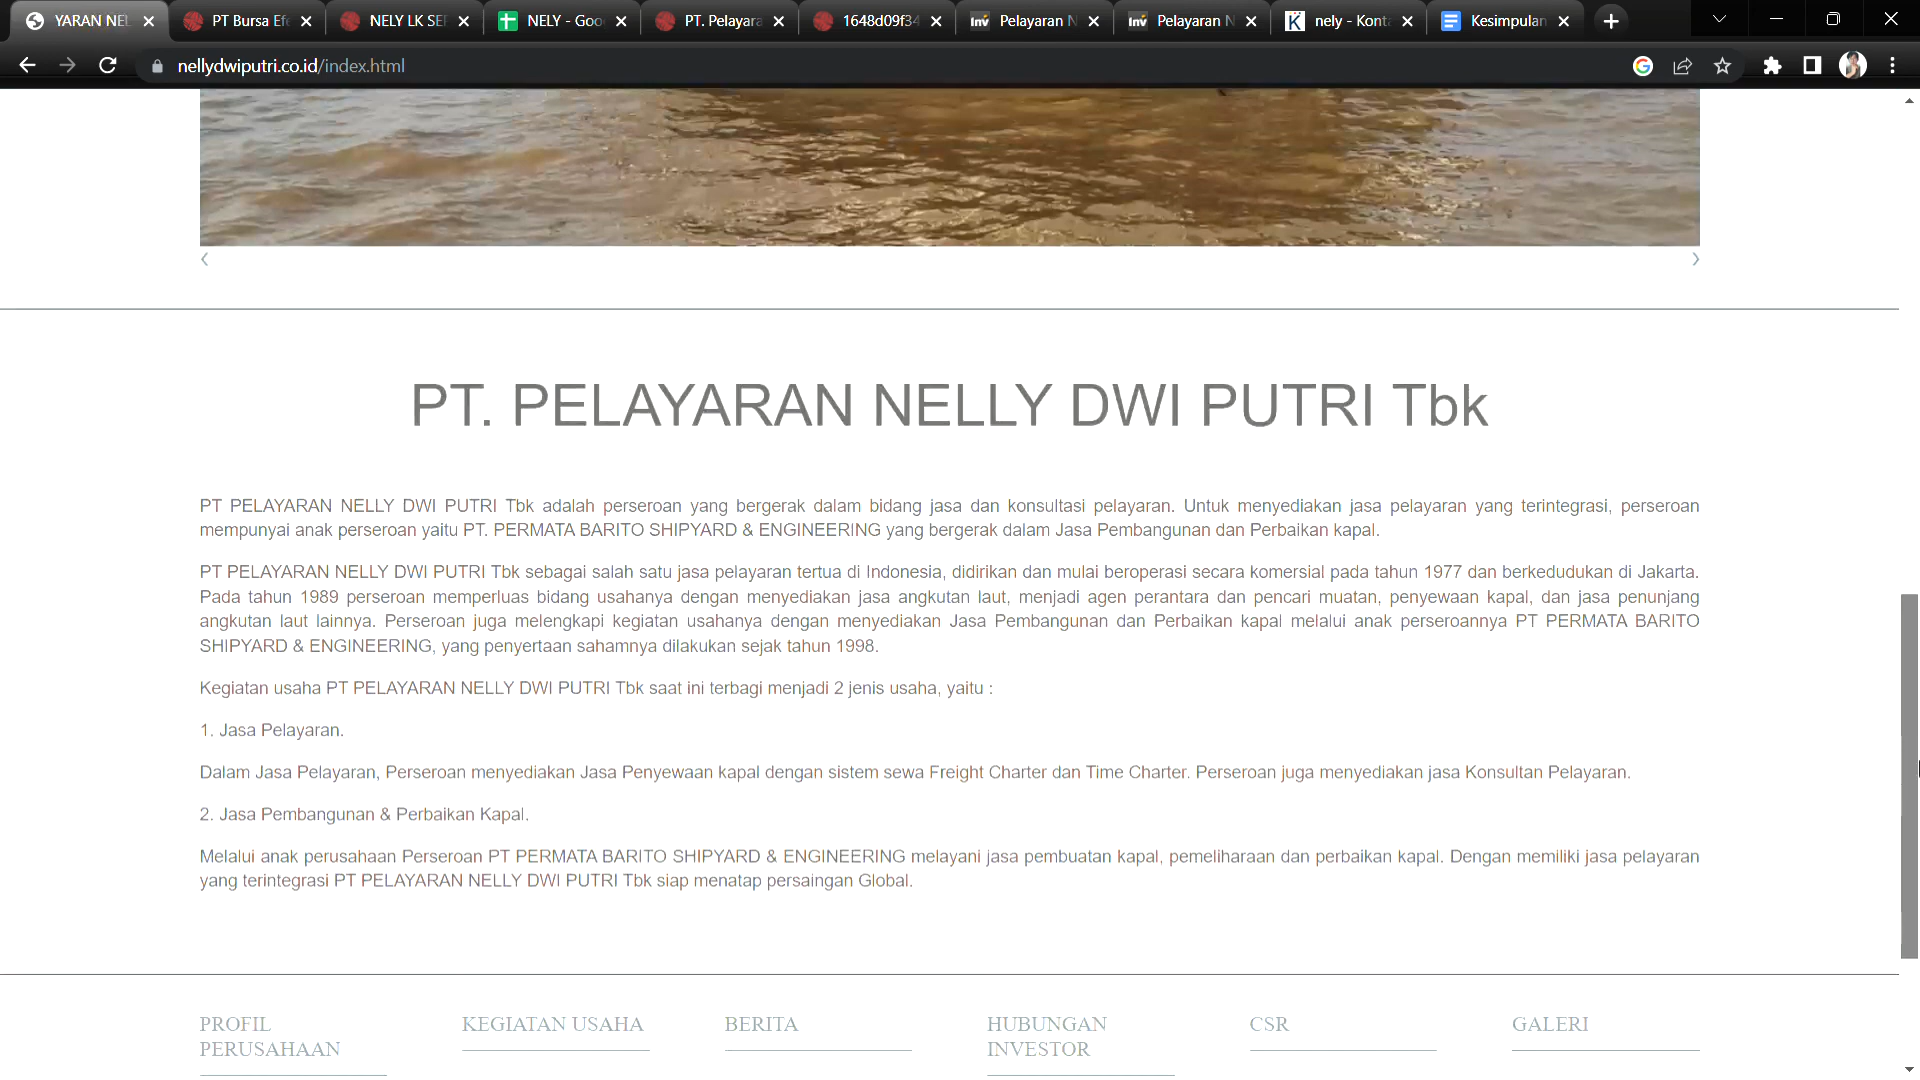 YARAN NEL
PT Bursa Efe
NELY LK SEP
NELY - Goo
PT. Pelayara
1648d09f34
Inv
Pelayaran N
Inv
Pelayaran N
nely - Konta
Kesimpulan
nellydwiputri.co.id/index.html
PT. PELAYARAN NELLY DWI PUTRI Tbk
PT PELAYARAN NELLY DWI PUTRI Tbk adalah perseroan yang bergerak dalam bidang jasa dan konsultasi pelayaran. Untuk menyediakan jasa pelayaran yang terintegrasi, perseroan
mempunyai anak perseroan yaitu PT. PERMATA BARITO SHIPYARD & ENGINEERING yang bergerak dalam Jasa Pembangunan dan Perbaikan kapal.
PT PELAYARAN NELLY DWI PUTRI Tbk sebagai salah satu jasa pelayaran tertua di Indonesia, didirikan dan mulai beroperasi secara komersial pada tahun 1977 dan berkedudukan di Jakarta.
Pada tahun 1989 perseroan memperluas bidang usahanya dengan menyediakan jasa angkutan laut, menjadi agen perantara dan pencari muatan, penyewaan kapal, dan jasa penunjang
angkutan laut lainnya. Perseroan juga melengkapi kegiatan usahanya dengan menyediakan Jasa Pembangunan dan Perbaikan kapal melalui anak perseroannya PT PERMATA BARITO
SHIPYARD & ENGINEERING, yang penyertaan sahamnya dilakukan sejak tahun 1998.
Kegiatan usaha PT PELAYARAN NELLY DWI PUTRI Tbk saat ini terbagi menjadi 2 jenis usaha, yaitu :
1. Jasa Pelayaran.
Dalam Jasa Pelayaran, Perseroan menyediakan Jasa Penyewaan kapal dengan sistem sewa Freight Charter dan Time Charter. Perseroan juga menyediakan jasa Konsultan Pelayaran.
2. Jasa Pembangunan & Perbaikan Kapal.
Melalui anak perusahaan Perseroan PT PERMATA BARITO SHIPYARD & ENGINEERING melayani jasa pembuatan kapal, pemeliharaan dan perbaikan kapal. Dengan memiliki jasa pelayaran
yang terintegrasi PT PELAYARAN NELLY DWI PUTRI Tbk siap menatap persaingan Global.
PROFIL
PERUSAHAAN
KEGIATAN USAHA
BERITA
HUBUNGAN
INVESTOR
CSR
GALERI